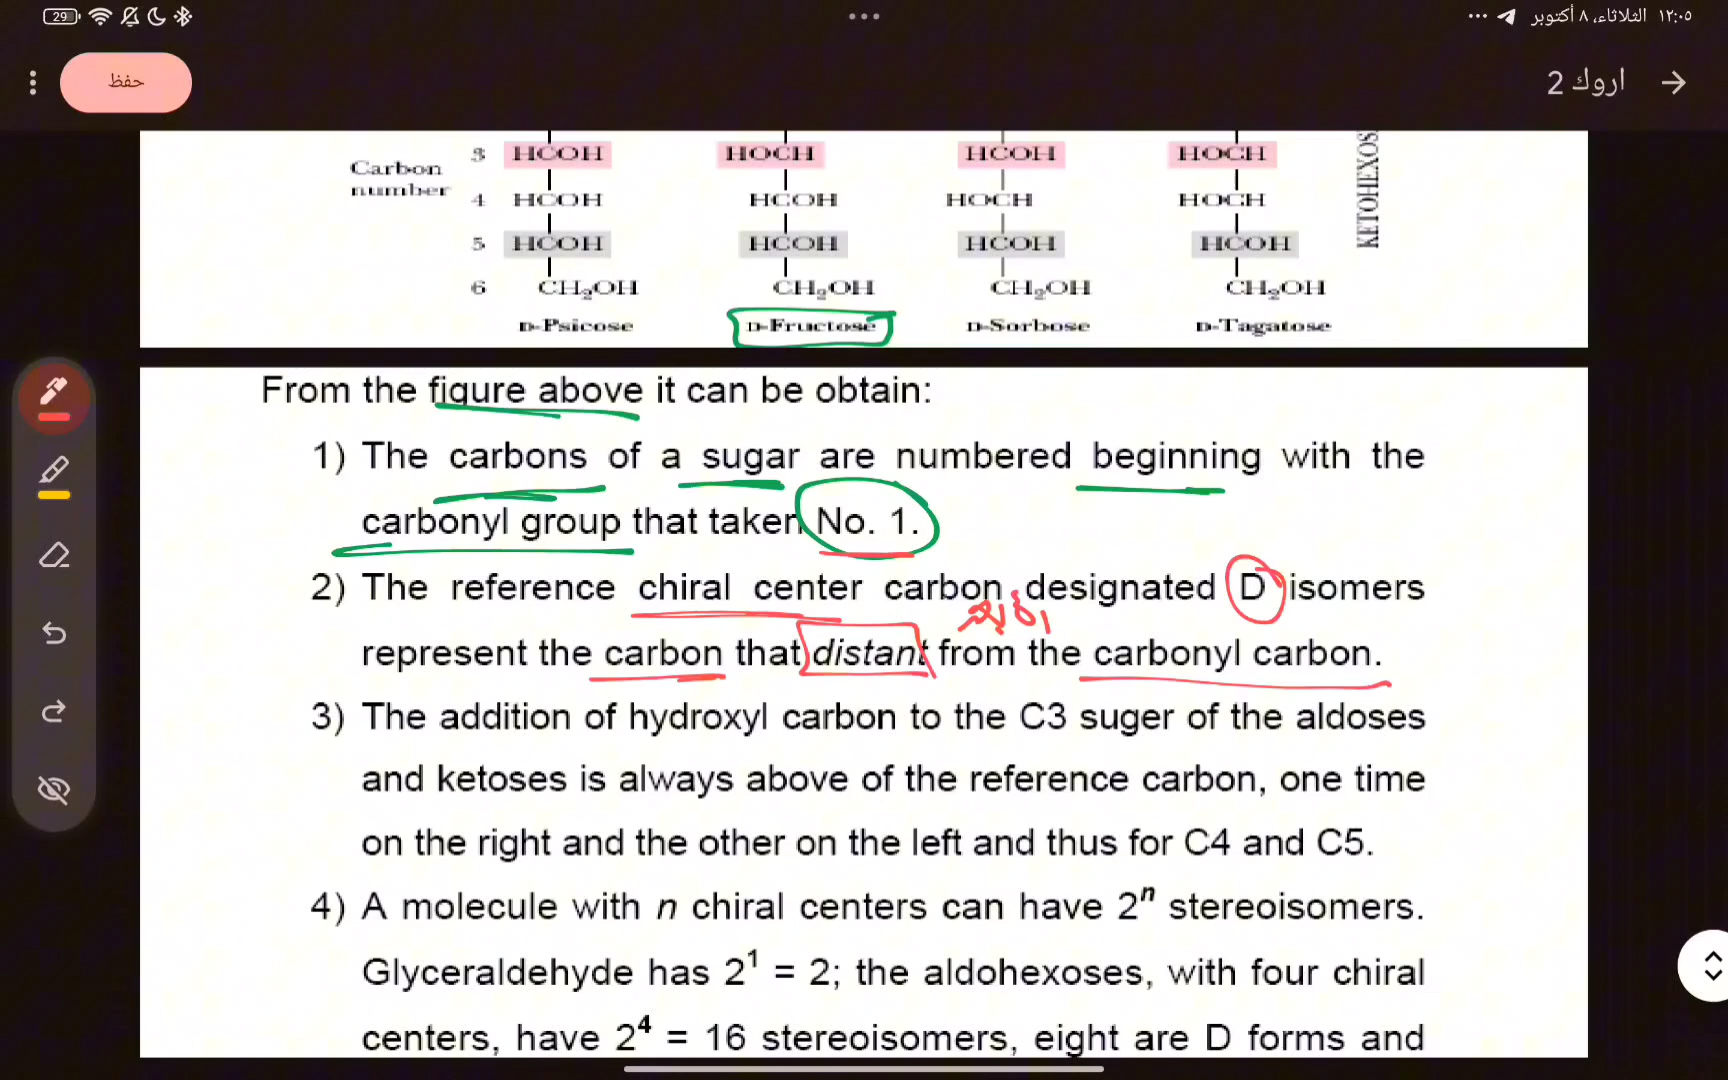 29
١٢:٠٥ الثلاثاء، ٨ أكتوبر
حفظ
اروك 2
Carbon number
3 HCOH HOCH HCOH HOCH
4 HCOH HCOH HOCH HOCH
5 HCOH HCOH HCOH HCOH
6 CH₂OH CH₂OH CH₂OH CH₂OH
D-Psicose D-Fructose D-Sorbose D-Tagatose
KETOHEXOS
From the figure above it can be obtain:
1) The carbons of a sugar are numbered beginning with the
carbonyl group that taken No. 1.
2) The reference chiral center carbon designated D isomers
represent the carbon that distant from the carbonyl carbon.
3) The addition of hydroxyl carbon to the C3 suger of the aldoses
and ketoses is always above of the reference carbon, one time
on the right and the other on the left and thus for C4 and C5.
4) A molecule with n chiral centers can have 2ⁿ stereoisomers.
Glyceraldehyde has 2¹ = 2; the aldohexoses, with four chiral
centers, have 2⁴ = 16 stereoisomers, eight are D forms and